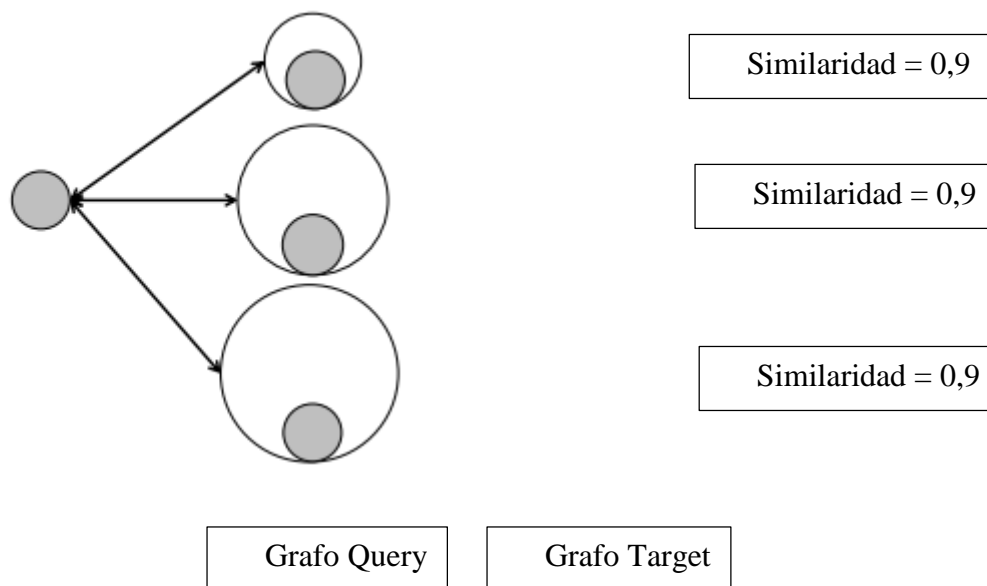 Similaridad = 0,9
Similaridad = 0,9
Similaridad = 0,9
Grafo Query
Grafo Target